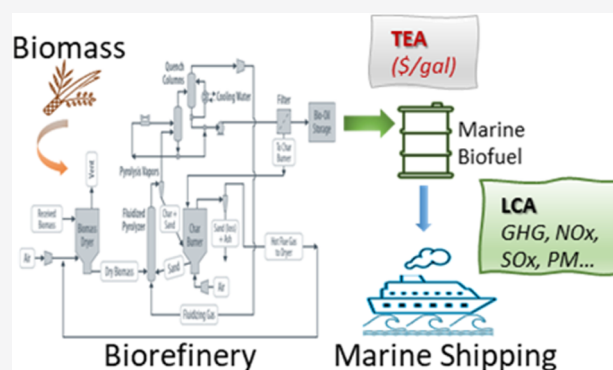 Biomass
TEA
($/gal)
Quench
Columns
Cooling Water
Filter
Bio-Oil
Storage
Marine
Biofuel
To Char
Burner
Vent
Pyrolysis Vapors
Char +
Sand
Received
Biomass
Biomass
Dryer
Fluidized
Pyrolyzer
Char
Burner
Sand (loss)
+ Ash
Hot Flue Gas
to Dryer
LCA
GHG, NOx,
SOx, PM...
Air
Dry Biomass
Sand
Air
Fluidizing Gas
Biorefinery
Marine Shipping